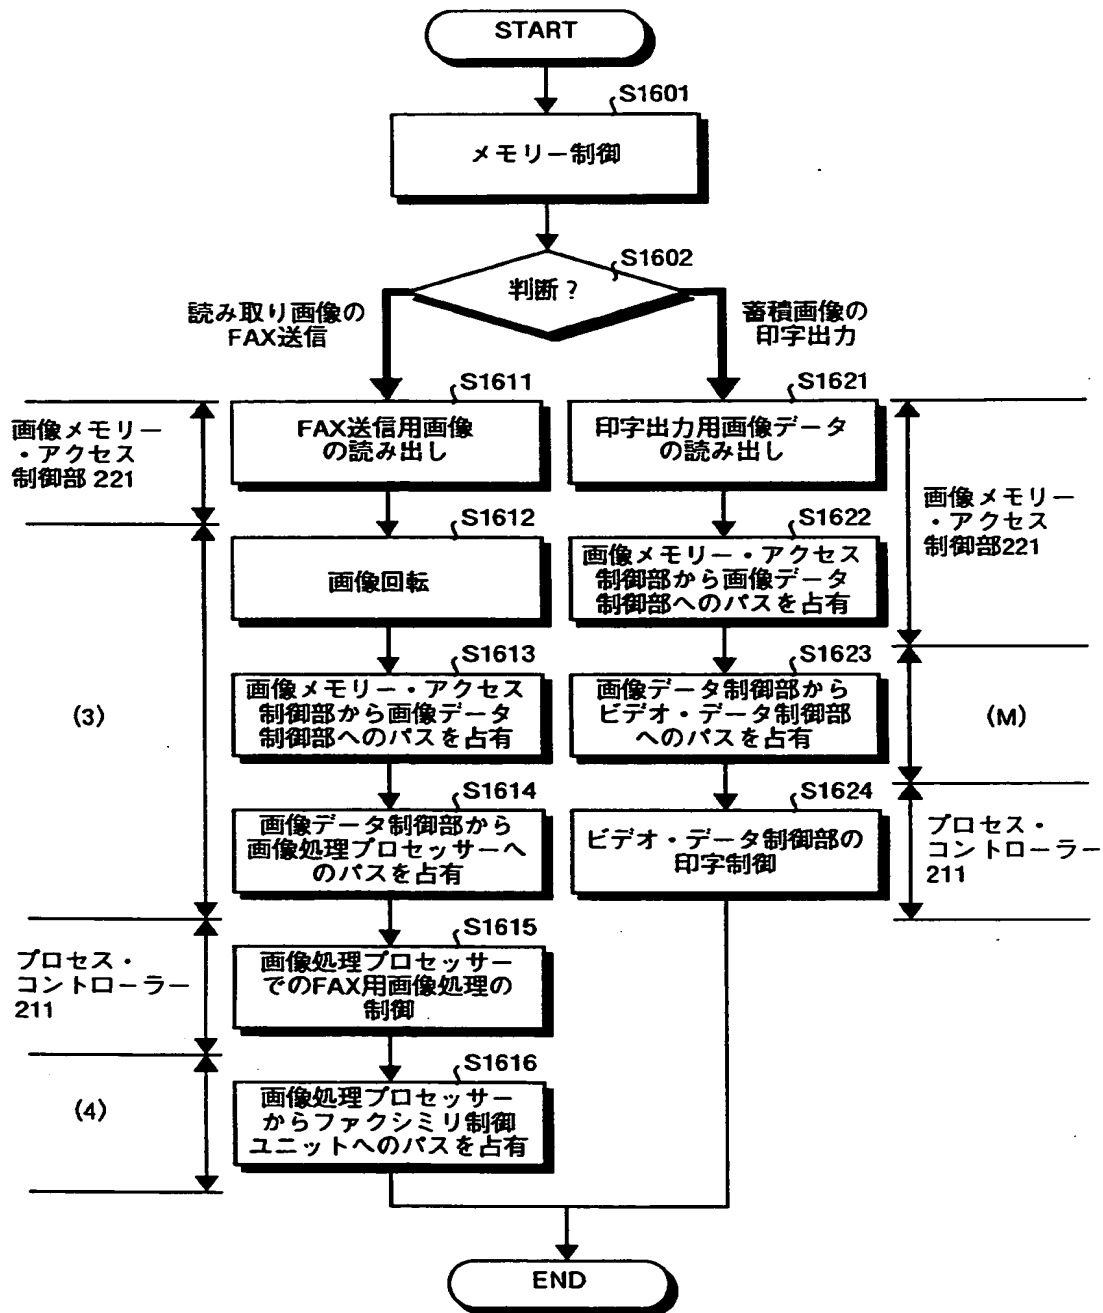 START
S1601
メモリー制御
S1602
判断?
読み取り画像の
FAX送信
蓄積画像の
印字出力
画像メモリー
・アクセス
制御部 221
S1611
FAX送信用画像
の読み出し
S1621
印字出力用画像データ
の読み出し
画像メモリー
・アクセス
制御部221
S1612
画像回転
S1622
画像メモリー・アクセス
制御部から画像データ
制御部へのパスを占有
(3)
S1613
画像メモリー・アクセス
制御部から画像データ
制御部へのパスを占有
S1623
画像データ制御部から
ビデオ・データ制御部
へのパスを占有
(M)
S1614
画像データ制御部から
画像処理プロセッサーへ
のパスを占有
S1624
ビデオ・データ制御部の
印字制御
プロセス・
コントローラー
211
プロセス・
コントローラー
211
S1615
画像処理プロセッサー
でのFAX用画像処理の
制御
(4)
S1616
画像処理プロセッサー
からファクシミリ制御
ユニットへのパスを占有
END